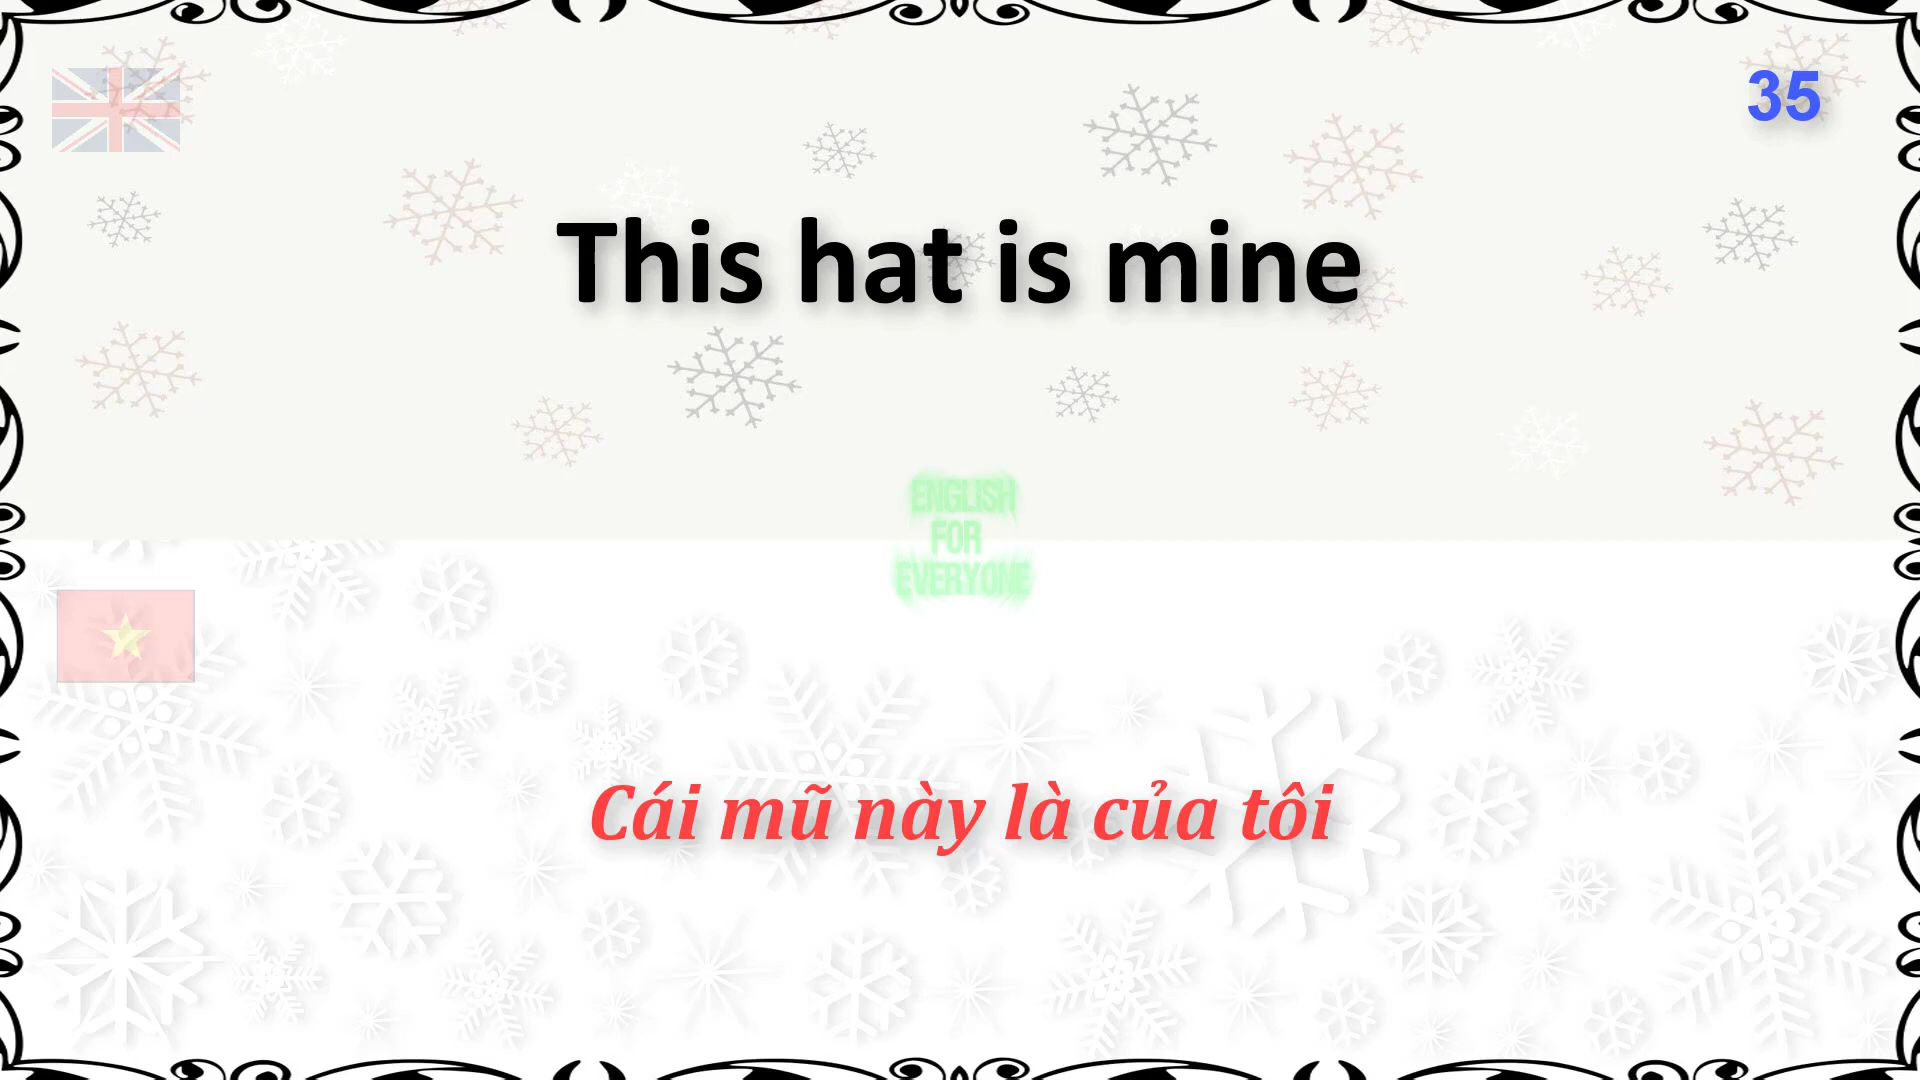 35
This hat is mine
ENGLISH
FOR
EVERYONE
Cái mũ này là của tôi